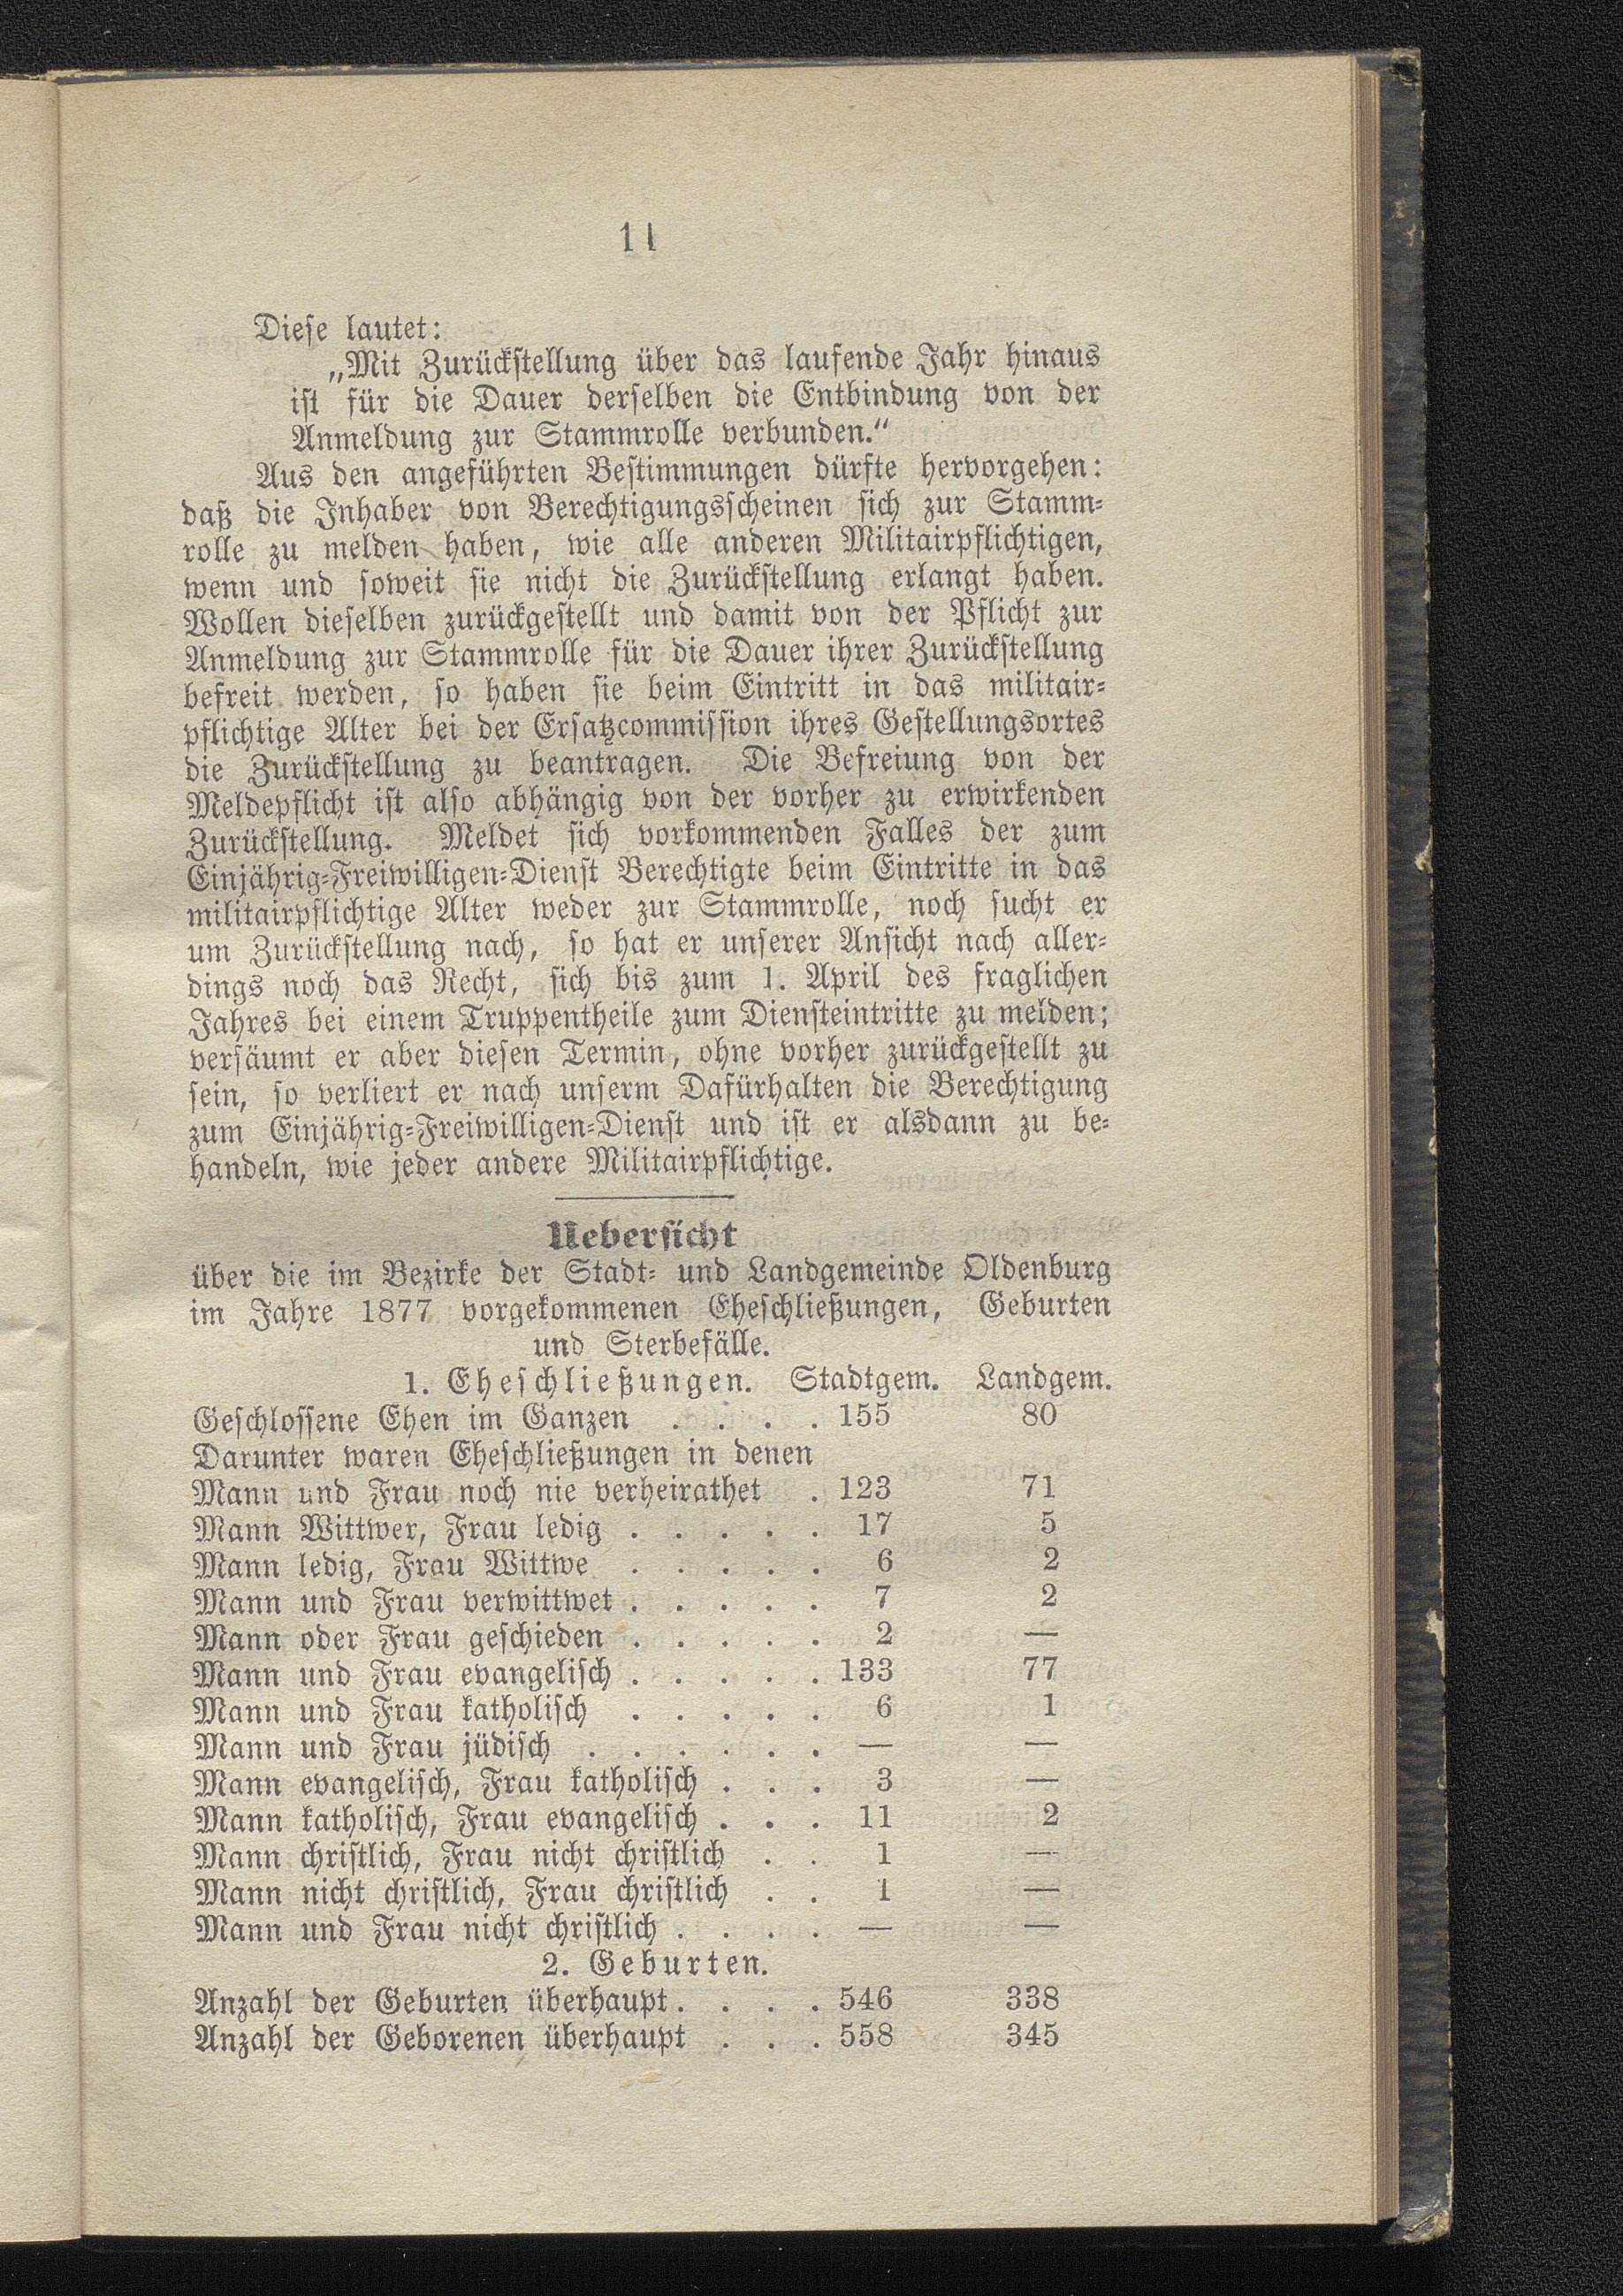 11
Diese lautet:
„Mit Zurückstellung über das laufende Jahr hinaus
ist für die Dauer derselben die Entbindung von der
Anmeldung zur Stammrolle verbunden.“
Aus den angeführten Bestimmungen dürfte hervorgehen:
daß die Inhaber von Berechtigungsscheinen sich zur Stamm-
rolle zu melden haben, wie alle anderen Militairpflichtigen,
wenn und soweit sie nicht die Zurückstellung erlangt haben.
Wollen dieselben zurückgestellt und damit von der Pflicht zur
Anmeldung zur Stammrolle für die Dauer ihrer Zurückstellung
befreit werden, so haben sie beim Eintritt in das militair-
pflichtige Alter bei der Ersatzcommission ihres Gestellungsortes
die Zurückstellung zu beantragen. Die Befreiung von der
Meldepflicht ist also abhängig von der vorher zu erwirkenden
Zurückstellung. Meldet sich vorkommenden Falles der zum
Einjährig-Freiwilligen-Dienst Berechtigte beim Eintritte in das
militairpflichtige Alter weder zur Stammrolle, noch sucht er
um Zurückstellung nach, so hat er unserer Ansicht nach aller-
dings noch das Recht, sich bis zum 1. April des fraglichen
Jahres bei einem Truppentheile zum Diensteintritte zu melden;
versäumt er aber diesen Termin, ohne vorher zurückgestellt zu
sein, so verliert er nach unserm Dafürhalten die Berechtigung
zum Einjährig-Freiwilligen-Dienst und ist er alsdann zu be-
handeln, wie jeder andere Militairpflichtige.
Uebersicht
über die im Bezirke der Stadt- und Landgemeinde Oldenburg
im Jahre 1877 vorgekommenen Eheschließungen, Geburten
und Sterbefälle.
1. Eheschließungen. Stadtgem. Landgem.
Geschlossene Ehen im Ganzen . . . . 155 80
Darunter waren Eheschließungen in denen
Mann und Frau noch nie verheirathet . 123 71
Mann Wittwer, Frau ledig . . . . . 17 5
Mann ledig, Frau Wittwe . . . . . 6 2
Mann und Frau verwittwet . . . . . 7 2
Mann oder Frau geschieden . . . . . 2 —
Mann und Frau evangelisch . . . . . 133 77
Mann und Frau katholisch . . . . . 6 1
Mann und Frau jüdisch . . . . . . — —
Mann evangelisch, Frau katholisch . . . 3 —
Mann katholisch, Frau evangelisch . . . 11 2
Mann christlich, Frau nicht christlich . . 1 —
Mann nicht christlich, Frau christlich . . 1 —
Mann und Frau nicht christlich . . . . — —
2. Geburten.
Anzahl der Geburten überhaupt . . . . 546 338
Anzahl der Geborenen überhaupt . . . 558 345